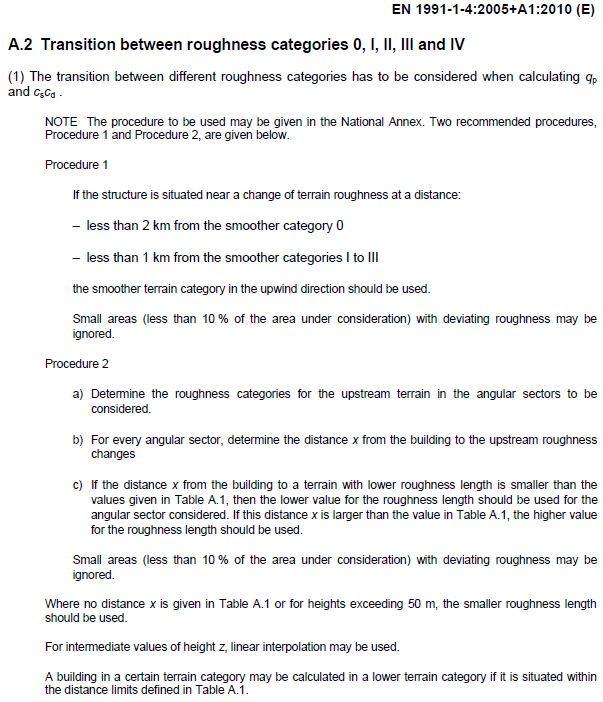 EN 1991-1-4:2005+A1:2010 (E)
A.2 Transition between roughness categories 0, I, II, III and IV
(1) The transition between different roughness categories has to be considered when calculating qp
and cscd .
NOTE The procedure to be used may be given in the National Annex. Two recommended procedures,
Procedure 1 and Procedure 2, are given below.
Procedure 1
If the structure is situated near a change of terrain roughness at a distance:
– less than 2 km from the smoother category 0
– less than 1 km from the smoother categories I to III
the smoother terrain category in the upwind direction should be used.
Small areas (less than 10 % of the area under consideration) with deviating roughness may be
ignored.
Procedure 2
a) Determine the roughness categories for the upstream terrain in the angular sectors to be
considered.
b) For every angular sector, determine the distance x from the building to the upstream roughness
changes
c) If the distance x from the building to a terrain with lower roughness length is smaller than the
values given in Table A.1, then the lower value for the roughness length should be used for the
angular sector considered. If this distance x is larger than the value in Table A.1, the higher value
for the roughness length should be used.
Small areas (less than 10 % of the area under consideration) with deviating roughness may be
ignored.
Where no distance x is given in Table A.1 or for heights exceeding 50 m, the smaller roughness length
should be used.
For intermediate values of height z, linear interpolation may be used.
A building in a certain terrain category may be calculated in a lower terrain category if it is situated within
the distance limits defined in Table A.1.